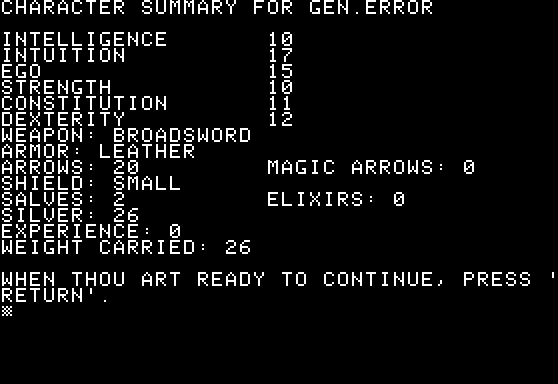 CHARACTER SUMMARY FOR GEN.ERROR
INTELLIGENCE 10
INTUITION 17
EGO 15
STRENGTH 10
CONSTITUTION 11
DEXTERITY 12
WEAPON: BROADSWORD
ARMOR: LEATHER
ARROWS: 20 MAGIC ARROWS: 0
SHIELD: SMALL
SALVES: 2 ELIXIRS: 0
SILVER: 26
EXPERIENCE: 0
WEIGHT CARRIED: 26
WHEN THOU ART READY TO CONTINUE, PRESS '
RETURN'.